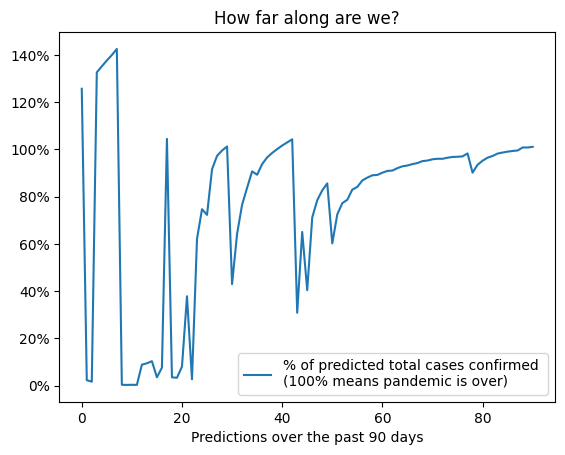 How far along are we?
140%
120%
100%
80%
60%
40%
20%
0%
% of predicted total cases confirmed
(100% means pandemic is over)
0 20 40 60 80
Predictions over the past 90 days